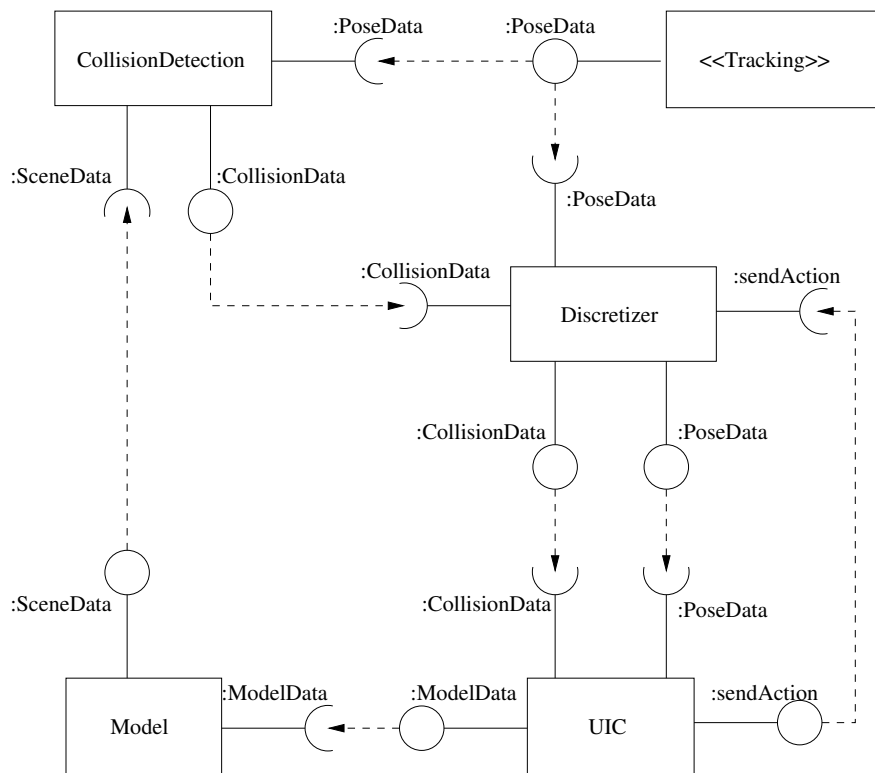 :PoseData
:PoseData
CollisionDetection
<<Tracking>>
:SceneData
:CollisionData
:PoseData
:CollisionData
:sendAction
Discretizer
:CollisionData
:PoseData
:SceneData
:CollisionData
:PoseData
:ModelData
:ModelData
:sendAction
Model
UIC